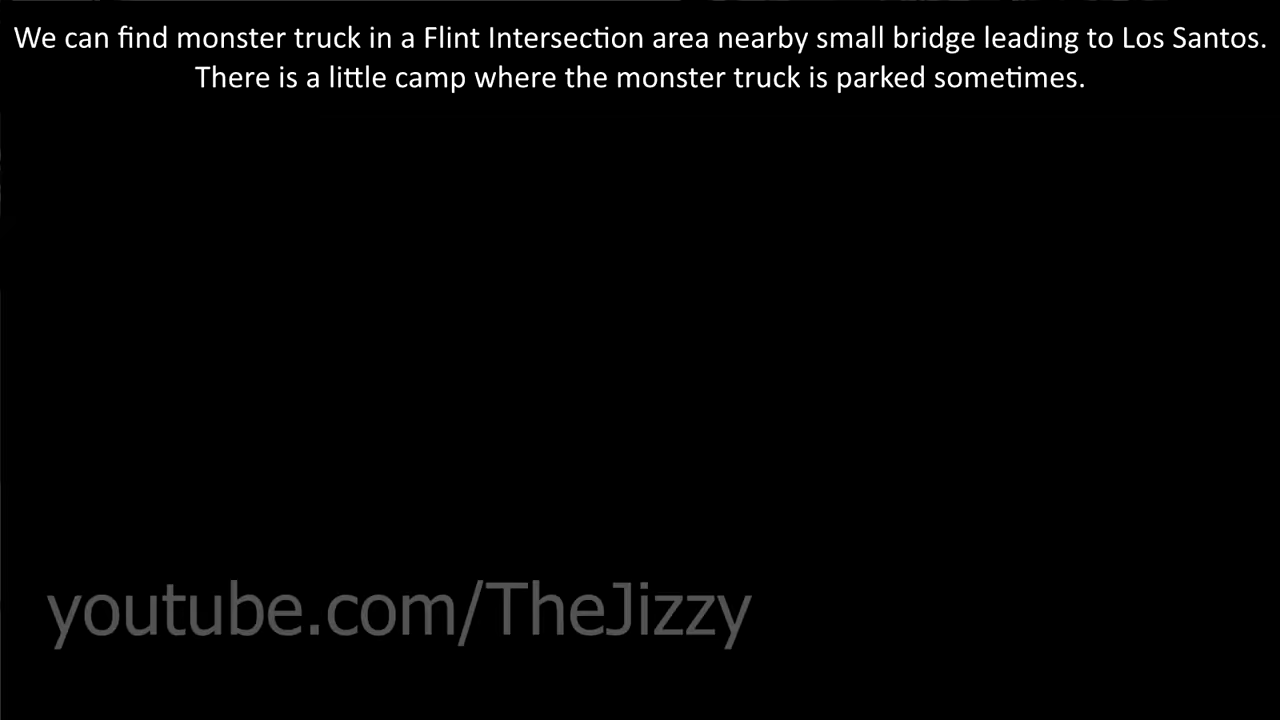 We can find monster truck in a Flint Intersection area nearby small bridge leading to Los Santos.
There is a little camp where the monster truck is parked sometimes.
youtube.com/TheJizzy